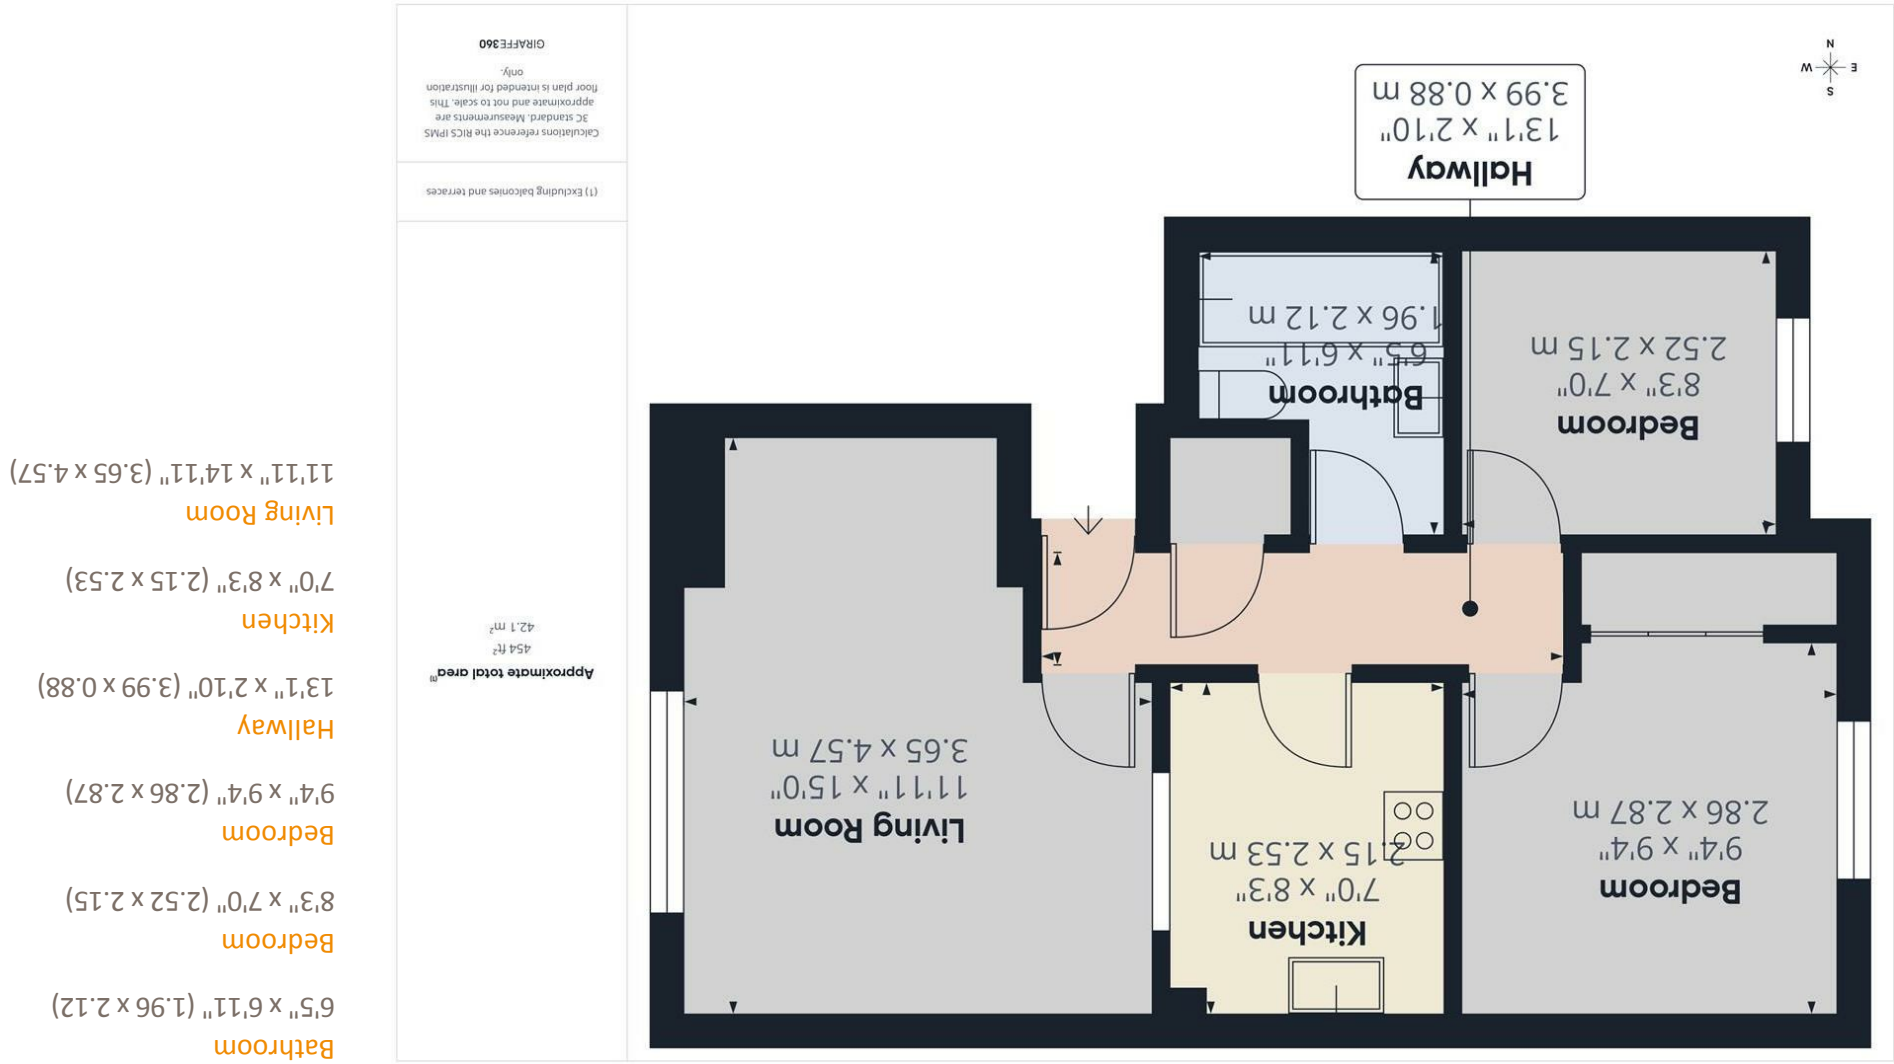 Bedroom
9'4" x 9'4"
2.86 x 2.87 m
Kitchen
7'0" x 8'3"
2.15 x 2.53 m
Living Room
11'11" x 15'0"
3.65 x 4.57 m
Bedroom
8'3" x 7'0"
2.52 x 2.15 m
Bathroom
6'5" x 6'11"
1.96 x 2.12 m
Hallway
13'1" x 2'10"
3.99 x 0.88 m
S
E W
N
Approximate total area(1)
454 ft²
42.1 m²
(1) Excluding balconies and terraces
Calculations reference the RICS IPMS
3C standard. Measurements are
approximate and not to scale. This
floor plan is intended for illustration
only.
GIRAFFE360
Bathroom
6'5" x 6'11" (1.96 x 2.12)
Bedroom
8'3" x 7'0" (2.52 x 2.15)
Bedroom
9'4" x 9'4" (2.86 x 2.87)
Hallway
13'1" x 2'10" (3.99 x 0.88)
Kitchen
7'0" x 8'3" (2.15 x 2.53)
Living Room
11'11" x 14'11" (3.65 x 4.57)